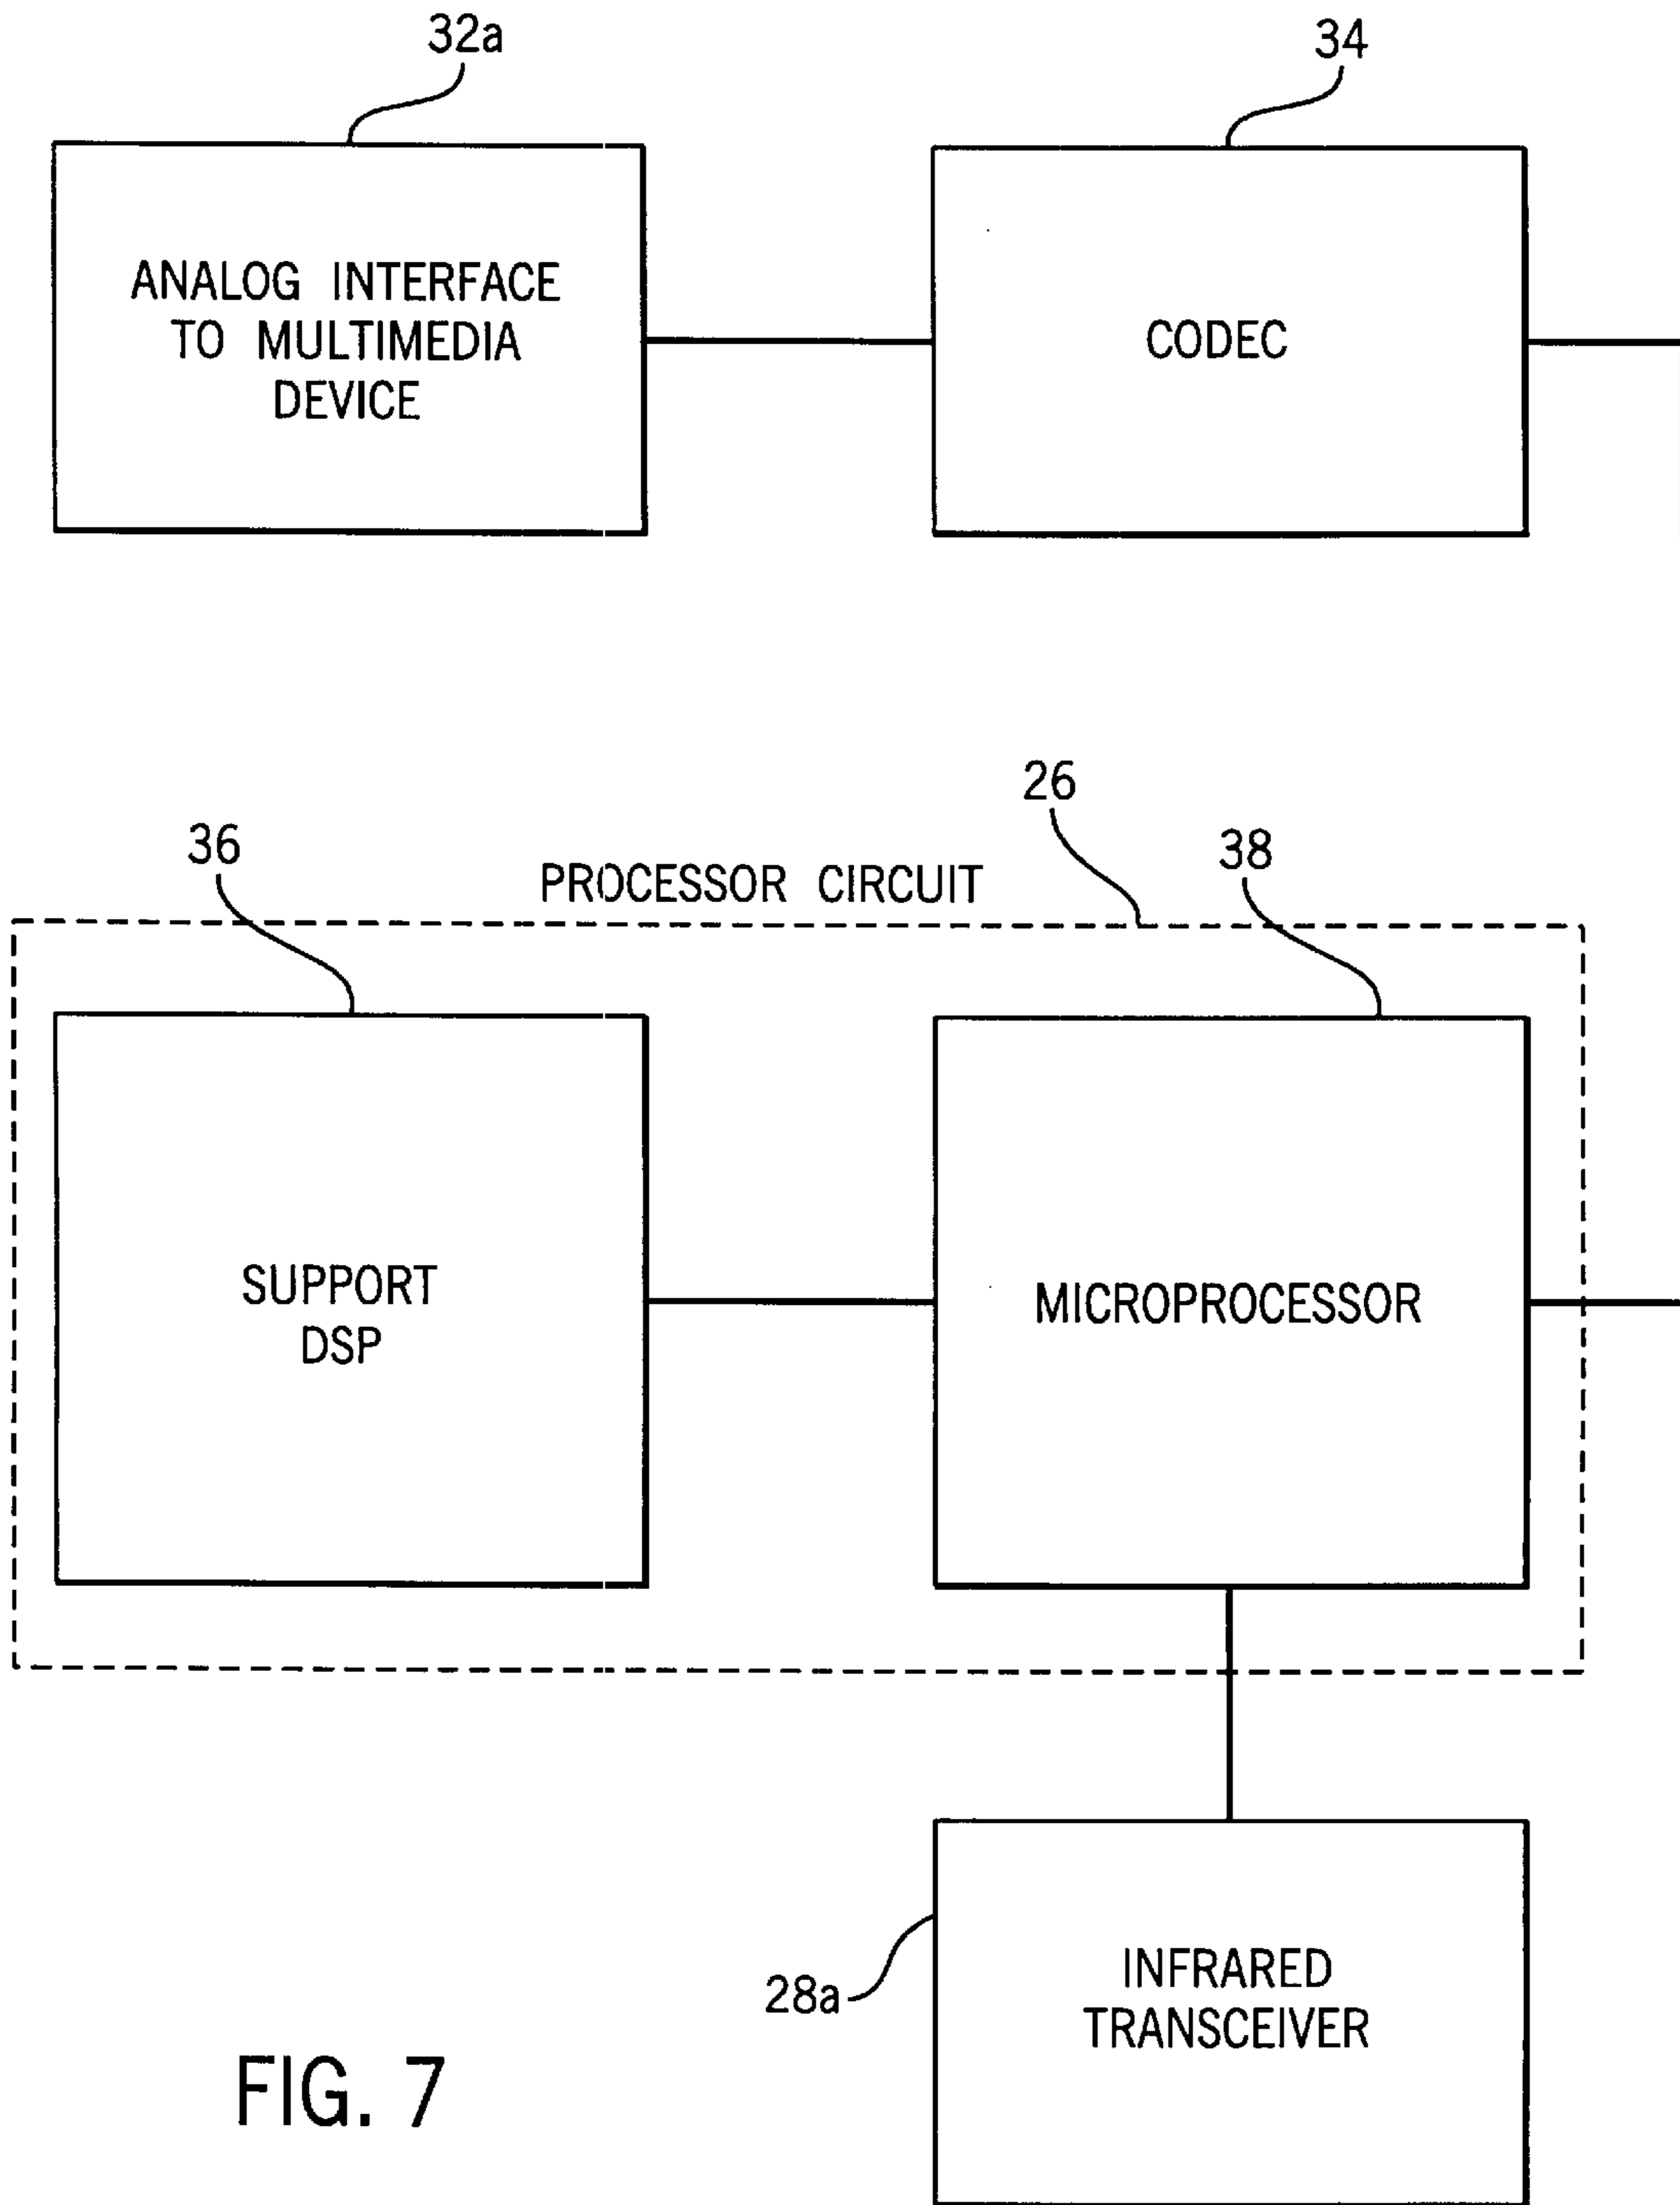 32a
34
ANALOG INTERFACE
TO MULTIMEDIA
DEVICE
CODEC
26
36
38
PROCESSOR CIRCUIT
SUPPORT
DSP
MICROPROCESSOR
28a
INFRARED
TRANSCEIVER
FIG. 7